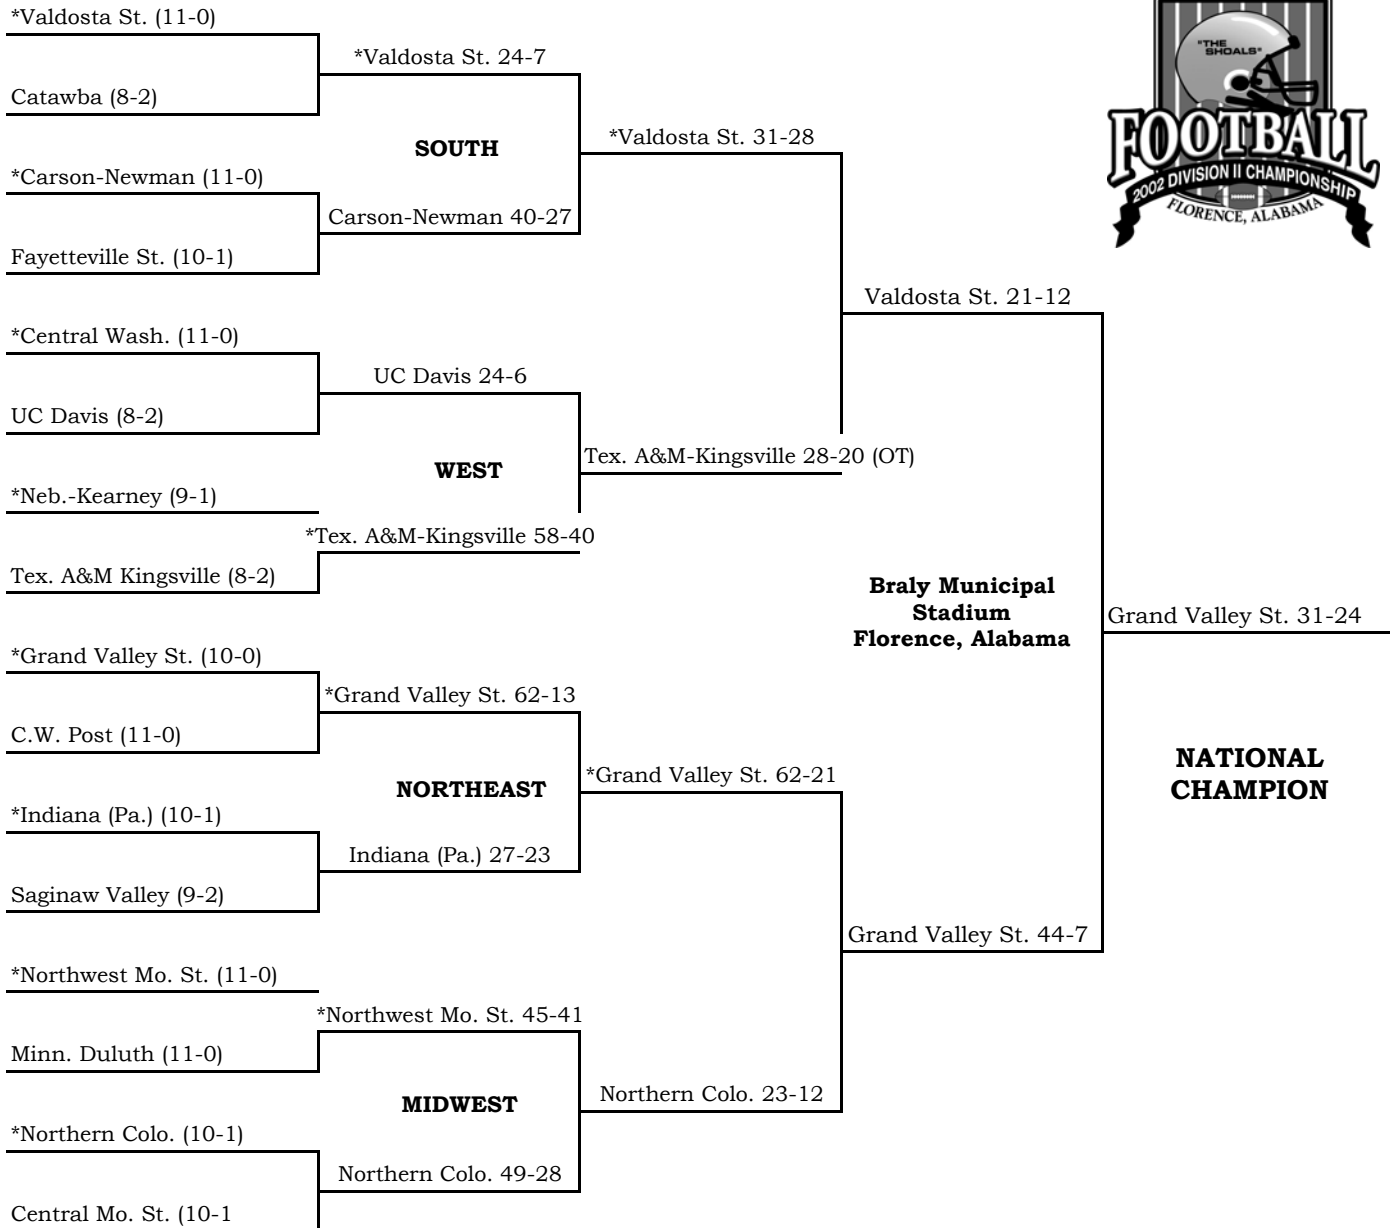 *Valdosta St. (11-0)
Catawba (8-2)
*Carson-Newman (11-0)
Fayetteville St. (10-1)
*Central Wash. (11-0)
UC Davis (8-2)
*Neb.-Kearney (9-1)
Tex. A&M Kingsville (8-2)
*Grand Valley St. (10-0)
C.W. Post (11-0)
*Indiana (Pa.) (10-1)
Saginaw Valley (9-2)
*Northwest Mo. St. (11-0)
Minn. Duluth (11-0)
*Northern Colo. (10-1)
Central Mo. St. (10-1
*Valdosta St. 24-7
SOUTH
Carson-Newman 40-27
UC Davis 24-6
WEST
*Tex. A&M-Kingsville 58-40
*Grand Valley St. 62-13
NORTHEAST
Indiana (Pa.) 27-23
*Northwest Mo. St. 45-41
MIDWEST
Northern Colo. 49-28
*Valdosta St. 31-28
Tex. A&M-Kingsville 28-20 (OT)
*Grand Valley St. 62-21
Northern Colo. 23-12
Valdosta St. 21-12
Braly Municipal
Stadium
Florence, Alabama
Grand Valley St. 44-7
"THE
SHOALS"
FOOTBALL
2002 DIVISION II CHAMPIONSHIP
FLORENCE, ALABAMA
Grand Valley St. 31-24
NATIONAL
CHAMPION